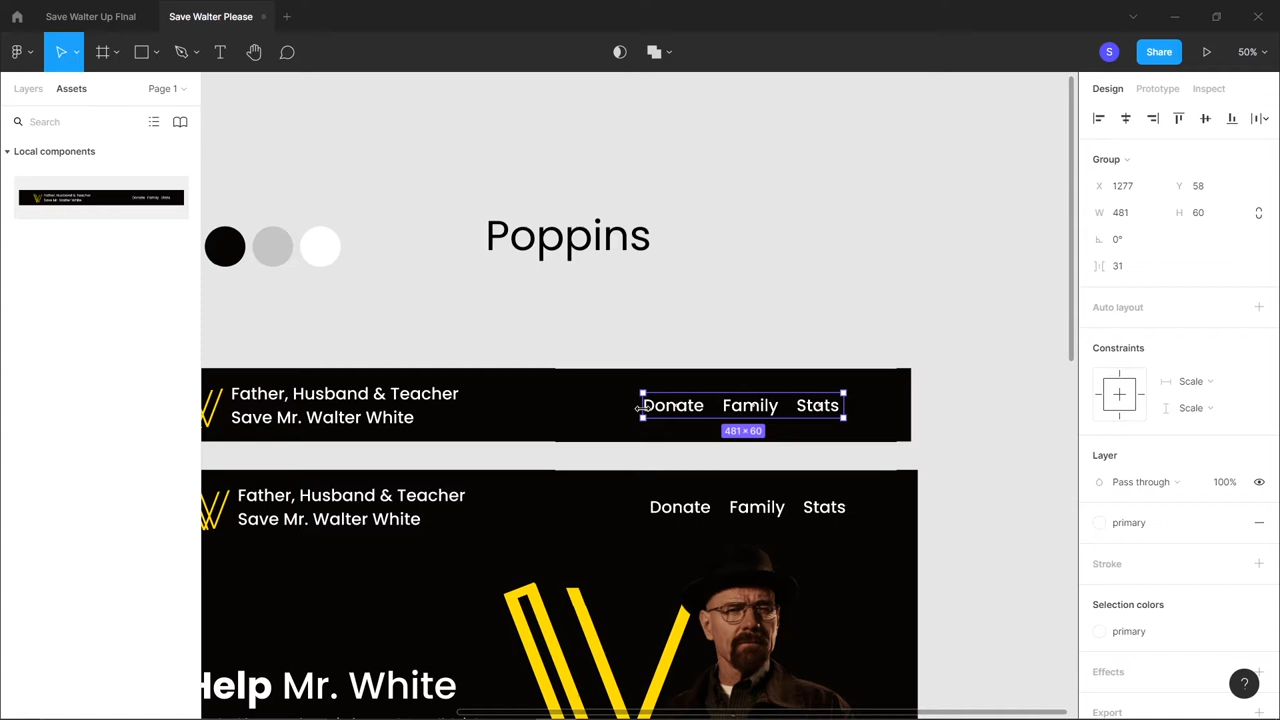 Save Walter Up FInal
Save Walter Please
S
Share
50%
Layers
Assets
Page 1
Design
Prototype
Inspect
Search
Local components
Group
X 1277
Y 58
W 481
H 60
0°
31
Auto layout
Constraints
Scale
Scale
Layer
Pass through
100%
primary
Stroke
Selection colors
primary
Effects
Export
?
Poppins
Father, Husband & Teacher
Save Mr. Walter White
Donate Family Stats
481 × 60
Father, Husband & Teacher
Save Mr. Walter White
Donate Family Stats
Help Mr. White